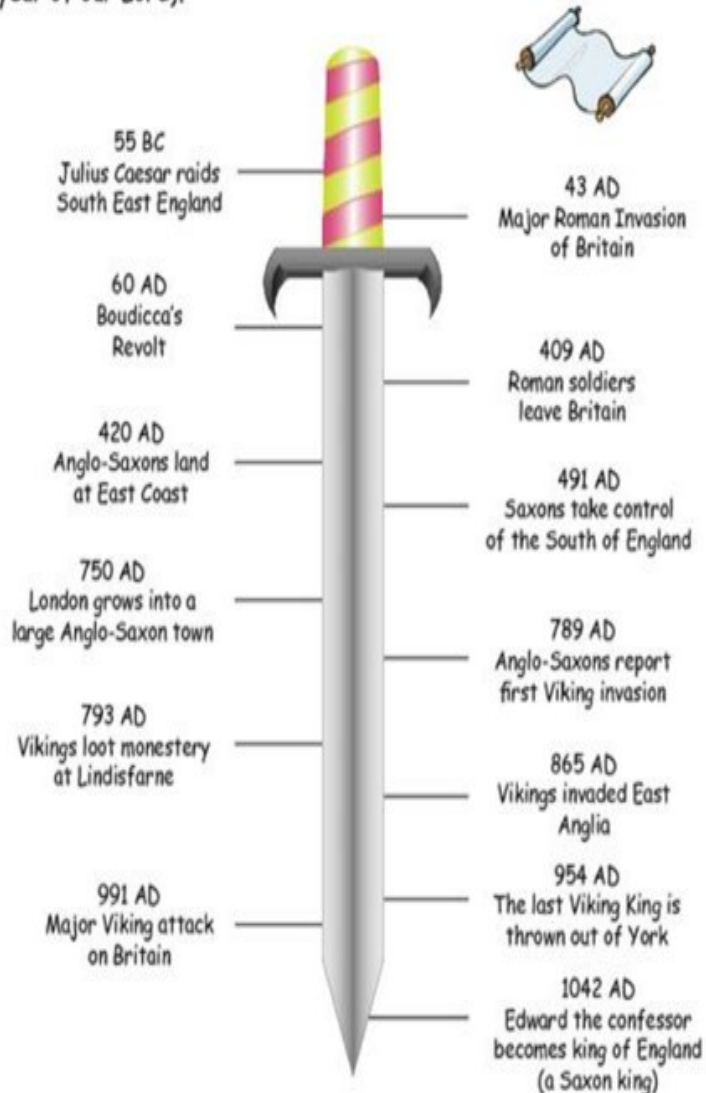 year of our Lord).
55 BC
Julius Caesar raids
South East England
43 AD
Major Roman Invasion
of Britain
60 AD
Boudicca's
Revolt
409 AD
Roman soldiers
leave Britain
420 AD
Anglo-Saxons land
at East Coast
491 AD
Saxons take control
of the South of England
750 AD
London grows into a
large Anglo-Saxon town
789 AD
Anglo-Saxons report
first Viking invasion
793 AD
Vikings loot monestery
at Lindisfarne
865 AD
Vikings invaded East
Anglia
954 AD
The last Viking King is
thrown out of York
991 AD
Major Viking attack
on Britain
1042 AD
Edward the confessor
becomes king of England
(a Saxon king)